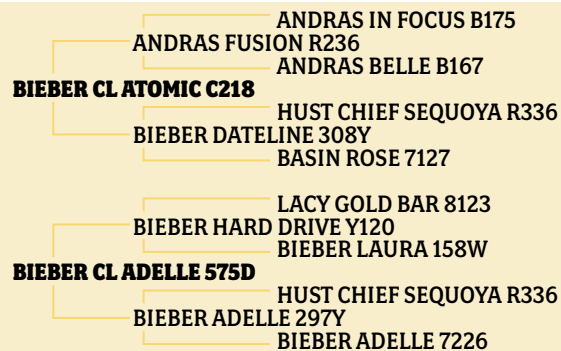 ANDRAS IN FOCUS B175
ANDRAS FUSION R236
ANDRAS BELLE B167
BIEBER CL ATOMIC C218
HUST CHIEF SEQUOYA R336
BIEBER DATELINE 308Y
BASIN ROSE 7127
LACY GOLD BAR 8123
BIEBER HARD DRIVE Y120
BIEBER LAURA 158W
BIEBER CL ADELLE 575D
HUST CHIEF SEQUOYA R336
BIEBER ADELLE 297Y
BIEBER ADELLE 7226